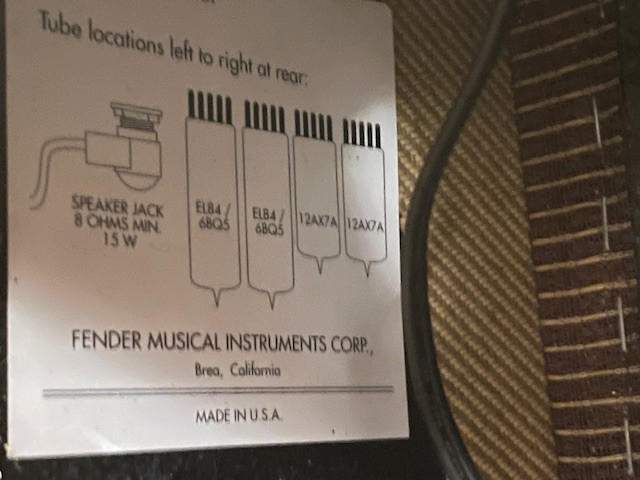 Tube locations left to right at rear:
SPEAKER JACK
8 OHMS MIN.
15 W
EL84 /
6BQ5
EL84 /
6BQ5
12AX7A
12AX7A
FENDER MUSICAL INSTRUMENTS CORP.,
Brea, California
MADE IN U.S.A.